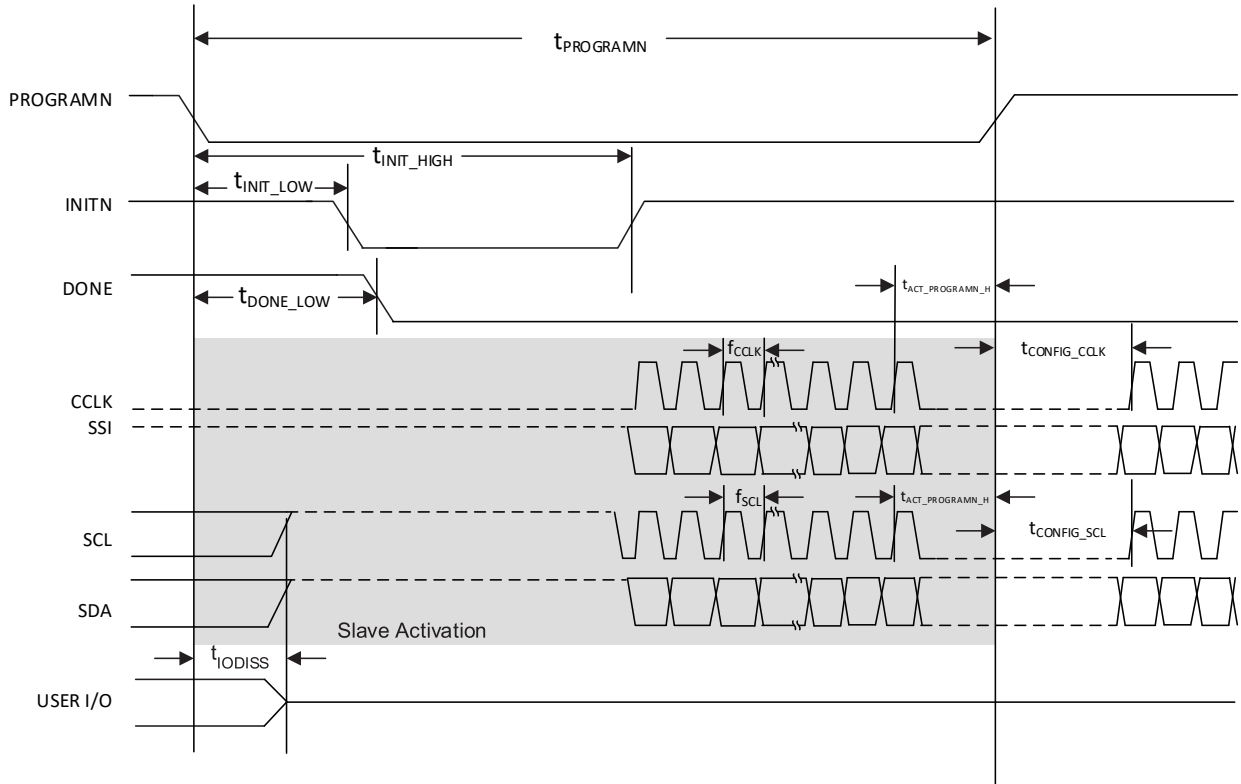 tPROGRAMN
PROGRAMN
tINIT_HIGH
tINIT_LOW
INITN
DONE
tDONE_LOW
tACT_PROGRAMN_H
fCCLK
tCONFIG_CCLK
CCLK
SSI
fSCL
tACT_PROGRAMN_H
tCONFIG_SCL
SCL
SDA
Slave Activation
tIODISS
USER I/O